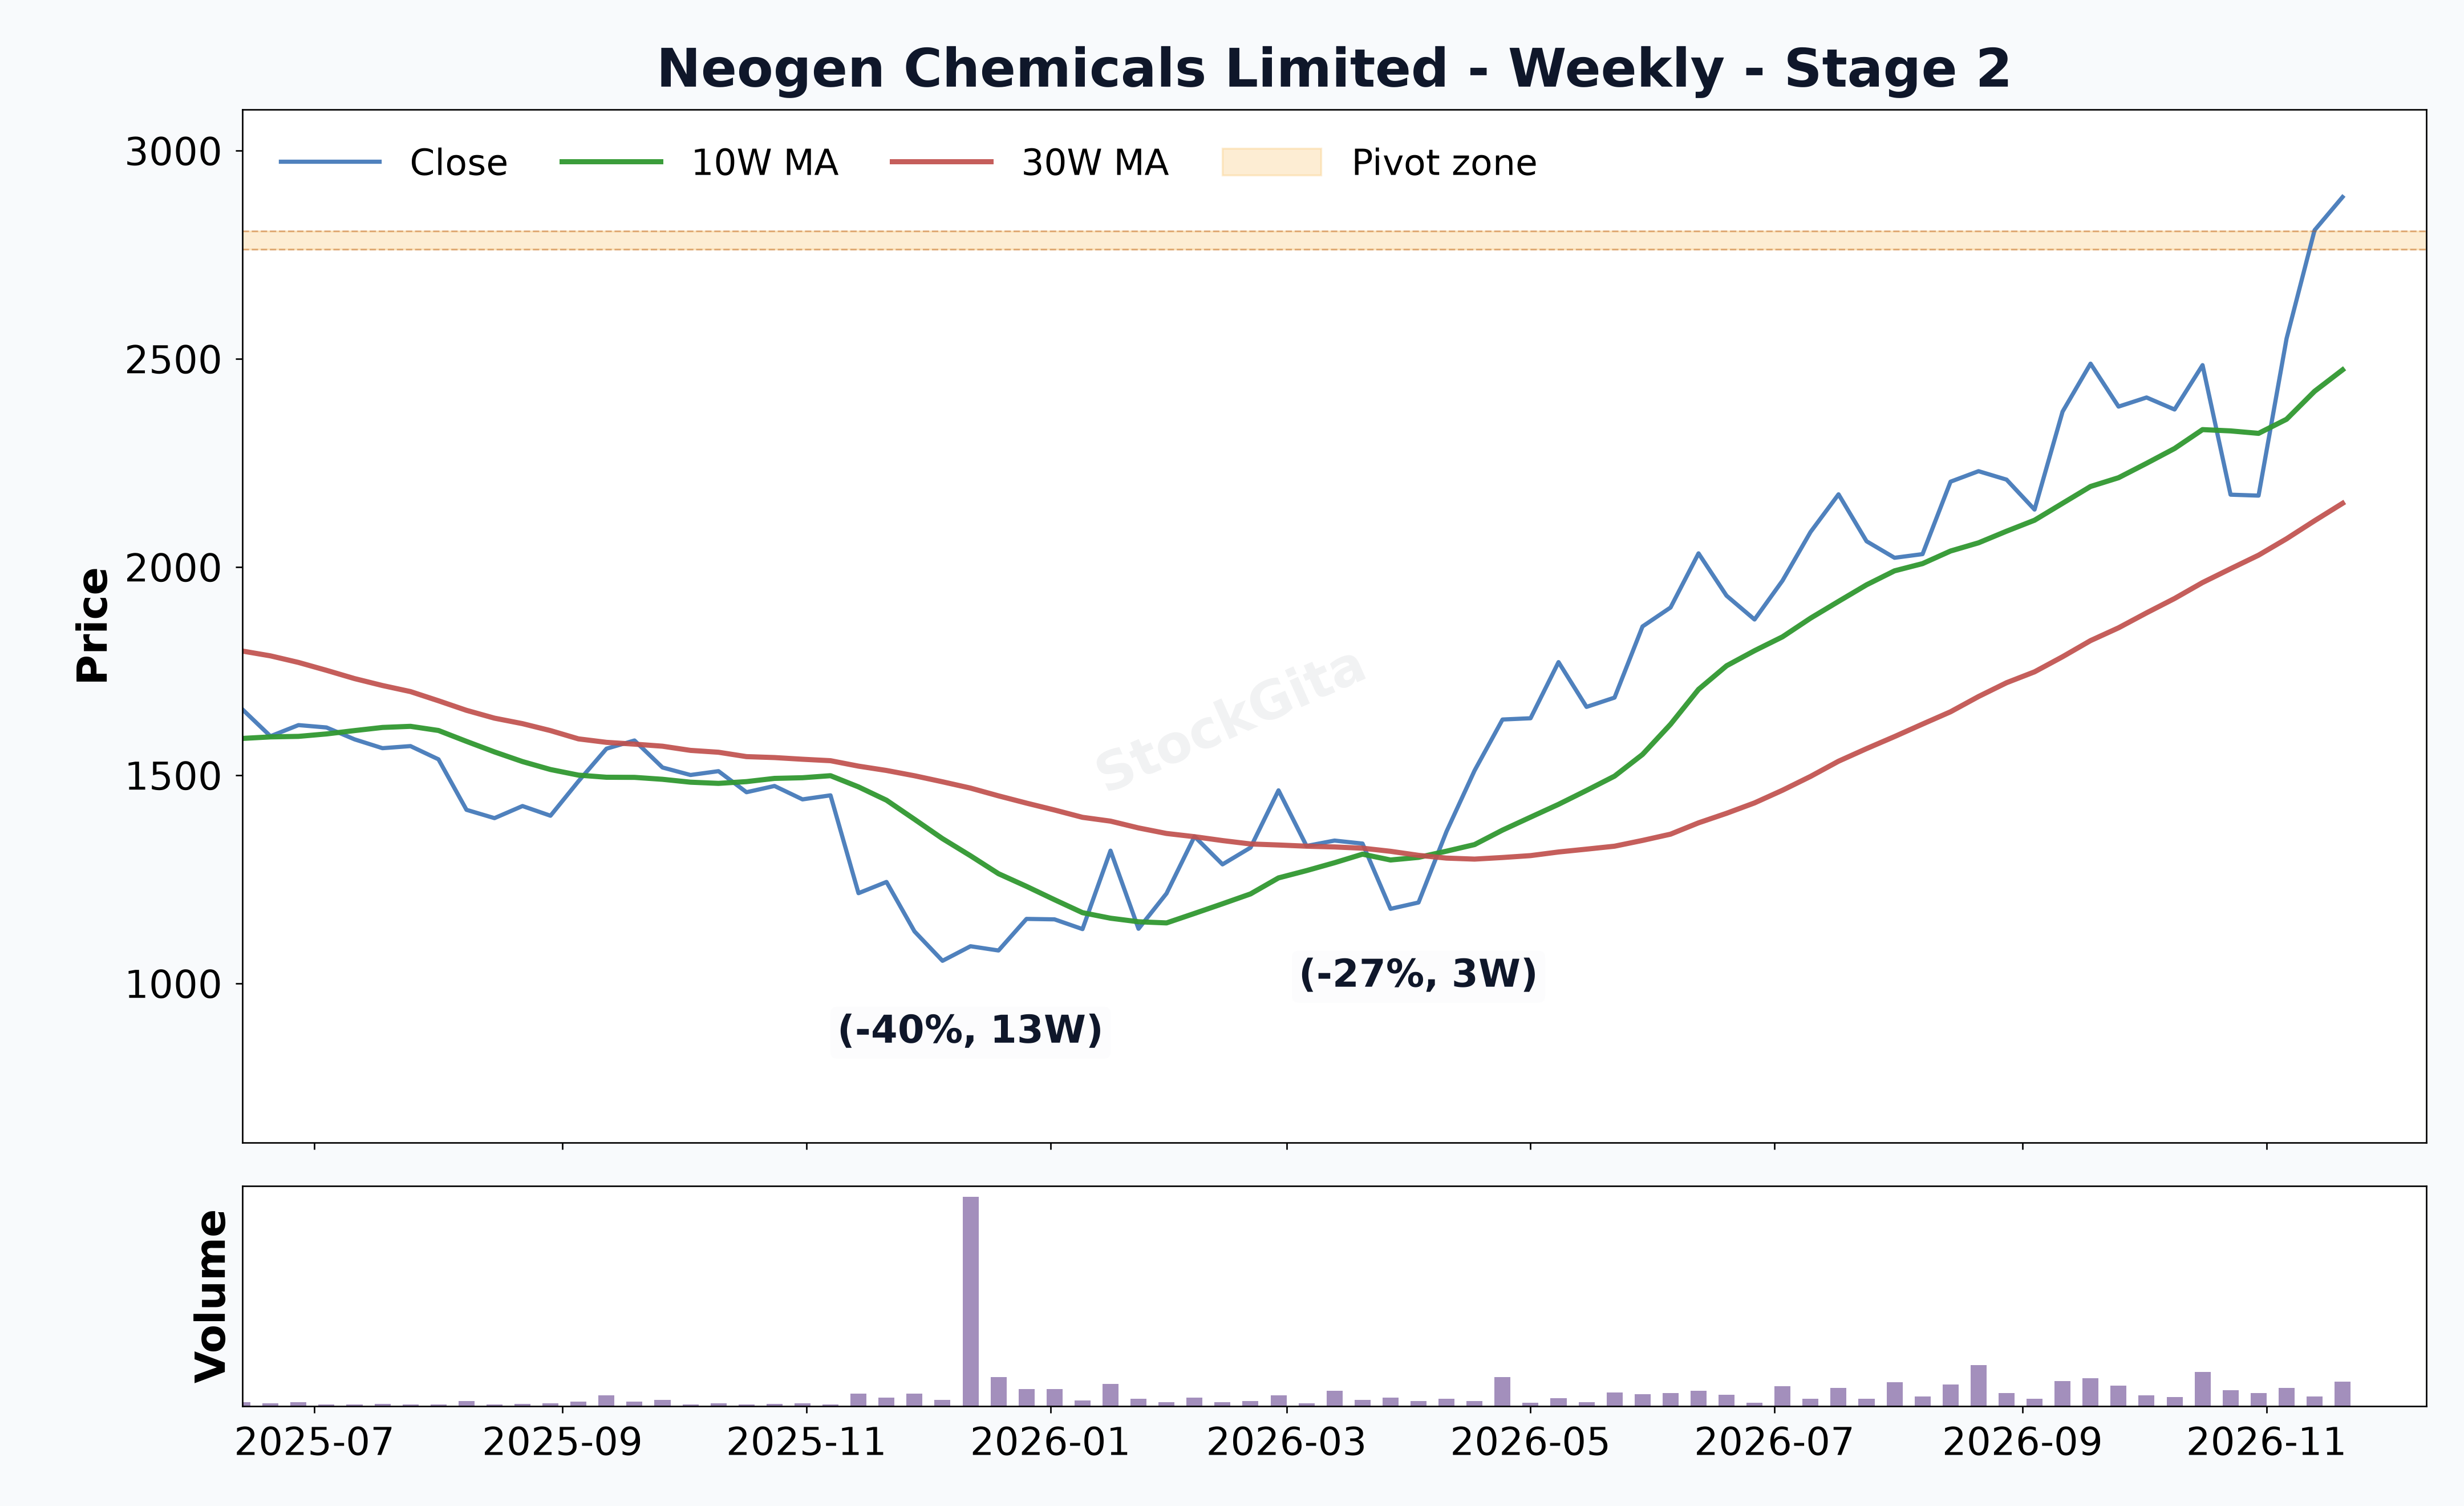 Neogen Chemicals Limited - Weekly - Stage 2
Close 10W MA 30W MA Pivot zone
3000
2500
2000
1500
1000
Price
StockGita
(-27%, 3W)
(-40%, 13W)
Volume
2025-07 2025-09 2025-11 2026-01 2026-03 2026-05 2026-07 2026-09 2026-11